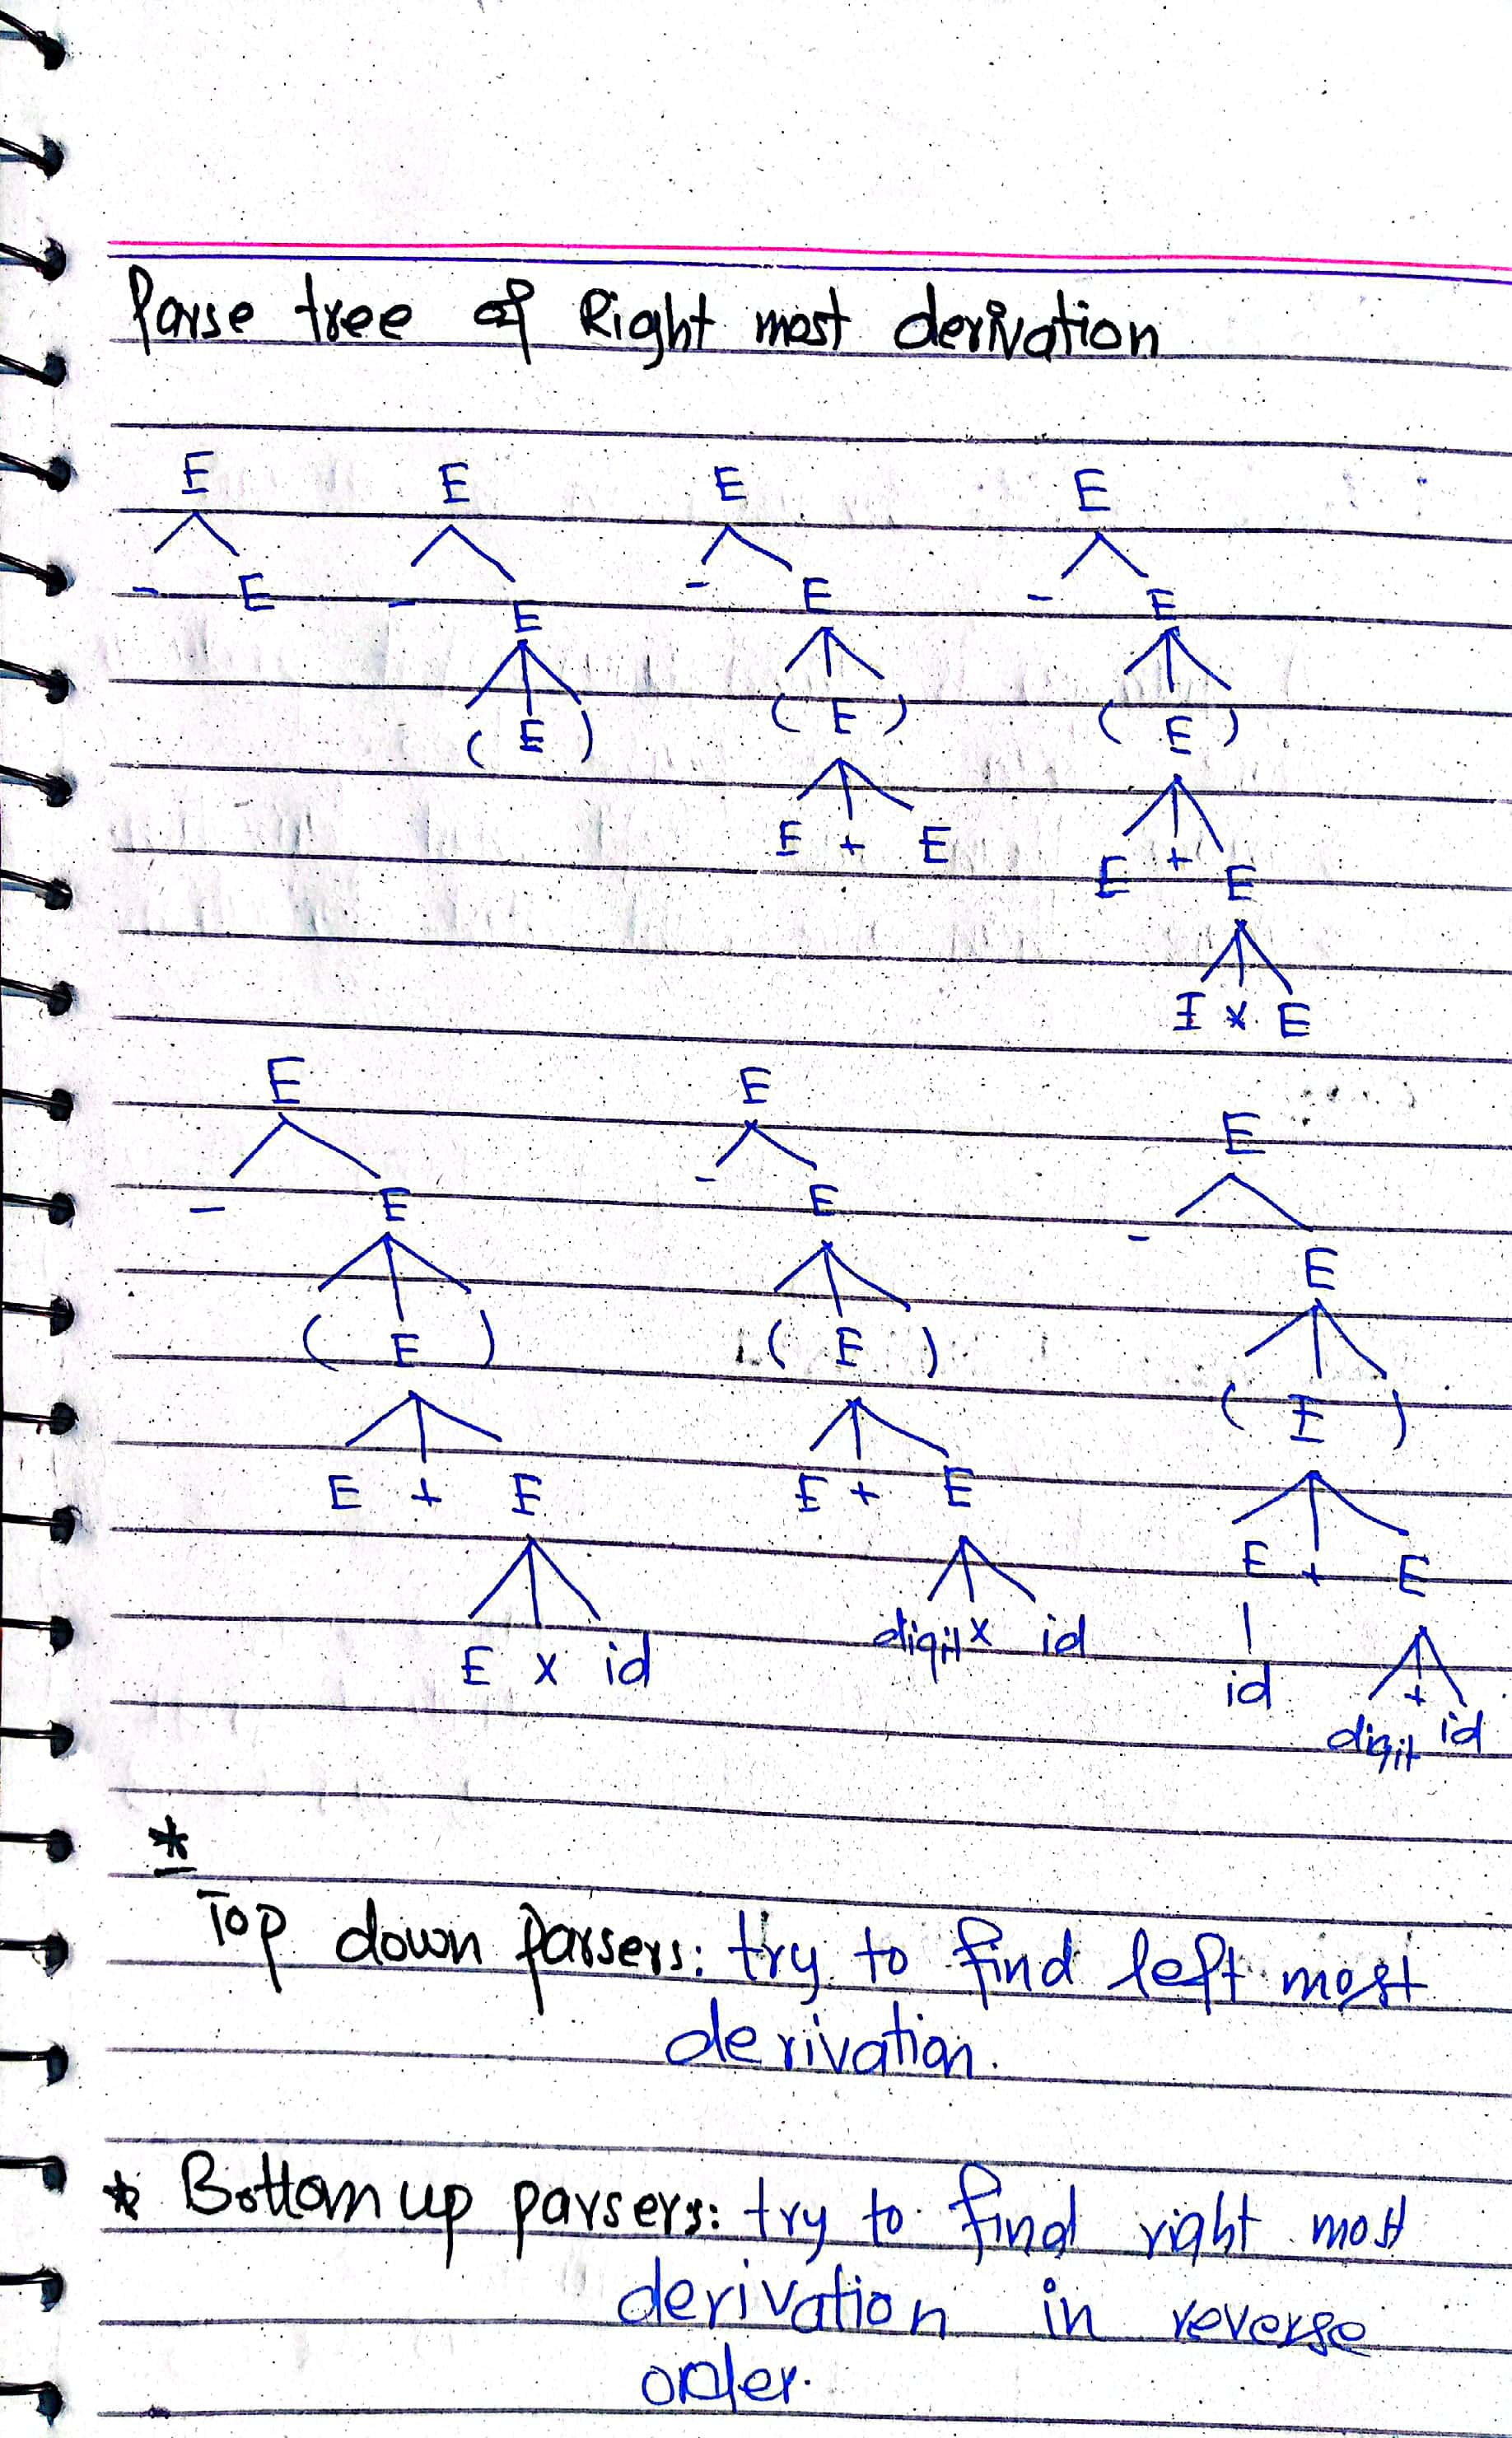 Parse tree of Right most derivation
E E E E
- E - E - E - E
( E ) ( E ) ( E )
E + E E + E
I x E
E E E
- E - E - E
( E ) ( E ) ( E )
E + E E + E E + E
E x id digit x id id digit + id
*
Top down parsers: try to find left most
derivation.
* Bottom up parsers: try to find right most
derivation in reverse
order.